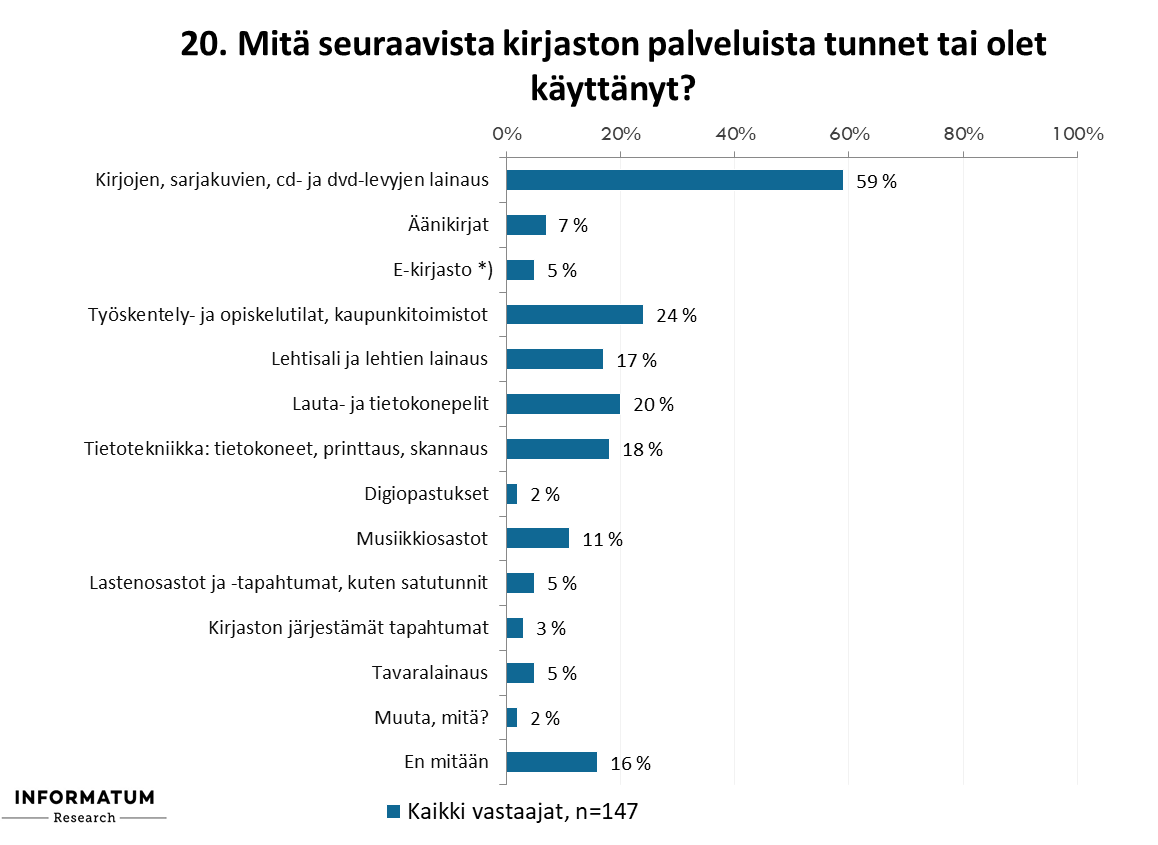 20. Mitä seuraavista kirjaston palveluista tunnet tai olet
käyttänyt?
0% 20% 40% 60% 80% 100%
Kirjojen, sarjakuvien, cd- ja dvd-levyjen lainaus 59 %
Äänikirjat 7 %
E-kirjasto *) 5 %
Työskentely- ja opiskelutilat, kaupunkitoimistot 24 %
Lehtisali ja lehtien lainaus 17 %
Lauta- ja tietokonepelit 20 %
Tietotekniikka: tietokoneet, printtaus, skannaus 18 %
Digiopastukset 2 %
Musiikkiosastot 11 %
Lastenosastot ja -tapahtumat, kuten satutunnit 5 %
Kirjaston järjestämät tapahtumat 3 %
Tavaralainaus 5 %
Muuta, mitä? 2 %
En mitään 16 %
Kaikki vastaajat, n=147
INFORMATUM
Research